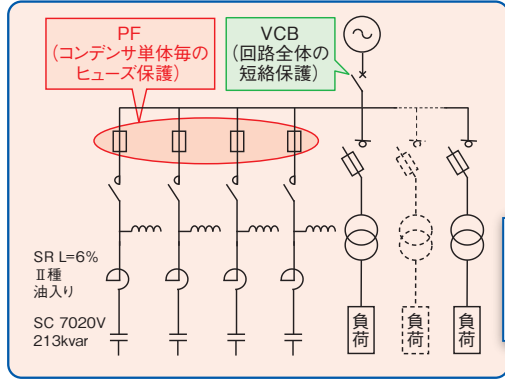 PF
(コンデンサ単体毎の
ヒューズ保護)
VCB
(回路全体の
短絡保護)
SR L=6%
Ⅱ種
油入り
SC 7020V
213kvar
負荷
負荷
負荷